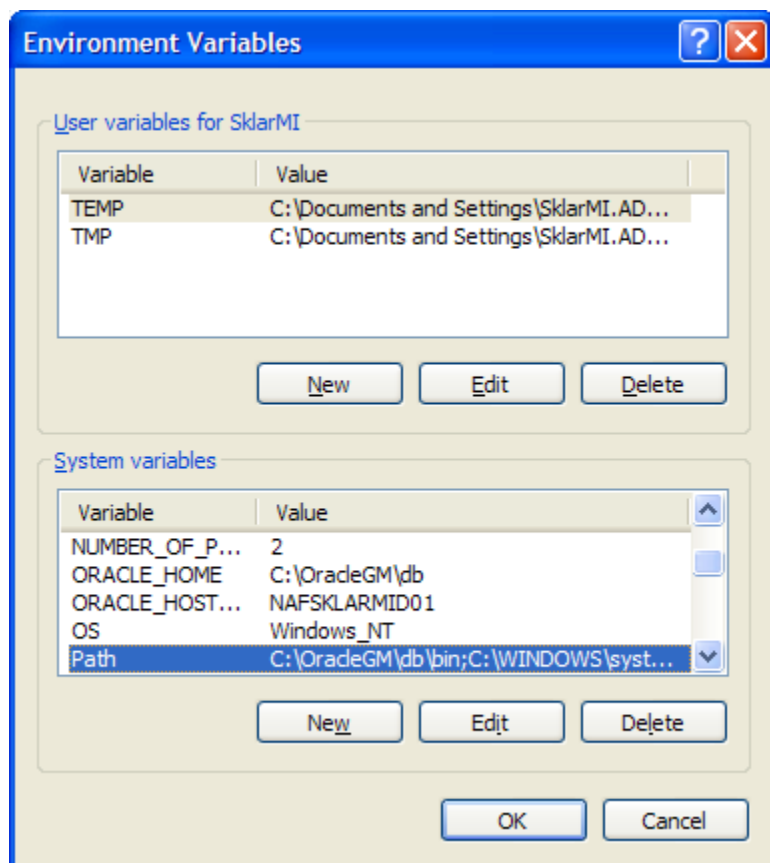 Environment Variables
User variables for SklarMI
Variable Value
TEMP C:\Documents and Settings\SklarMI.AD...
TMP C:\Documents and Settings\SklarMI.AD...
New Edit Delete
System variables
Variable Value
NUMBER_OF_P... 2
ORACLE_HOME C:\OracleGM\db
ORACLE_HOST... NAFSKLARMID01
OS Windows_NT
Path C:\OracleGM\db\bin;C:\WINDOWS\syst...
New Edit Delete
OK Cancel